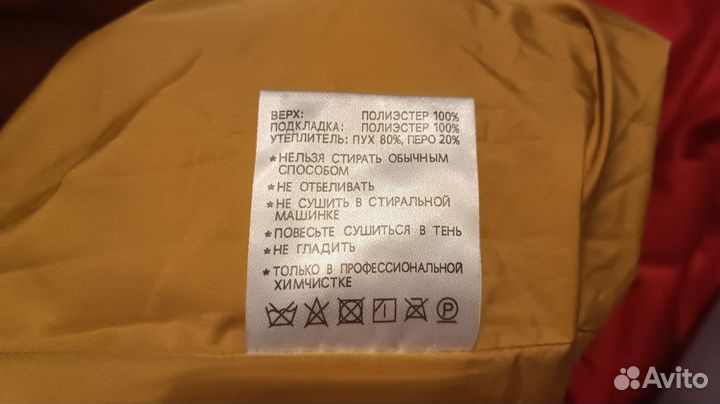 ВЕРХ: ПОЛИЭСТЕР 100%
ПОДКЛАДКА: ПОЛИЭСТЕР 100%
УТЕПЛИТЕЛЬ: ПУХ 80%, ПЕРО 20%
*НЕЛЬЗЯ СТИРАТЬ ОБЫЧНЫМ
СПОСОБОМ
*НЕ ОТБЕЛИВАТЬ
*НЕ СУШИТЬ В СТИРАЛЬНОЙ
МАШИНКЕ
*ПОВЕСЬТЕ СУШИТЬСЯ В ТЕНЬ
*НЕ ГЛАДИТЬ
*ТОЛЬКО В ПРОФЕССИОНАЛЬНОЙ
ХИМЧИСТКЕ
P
Avito